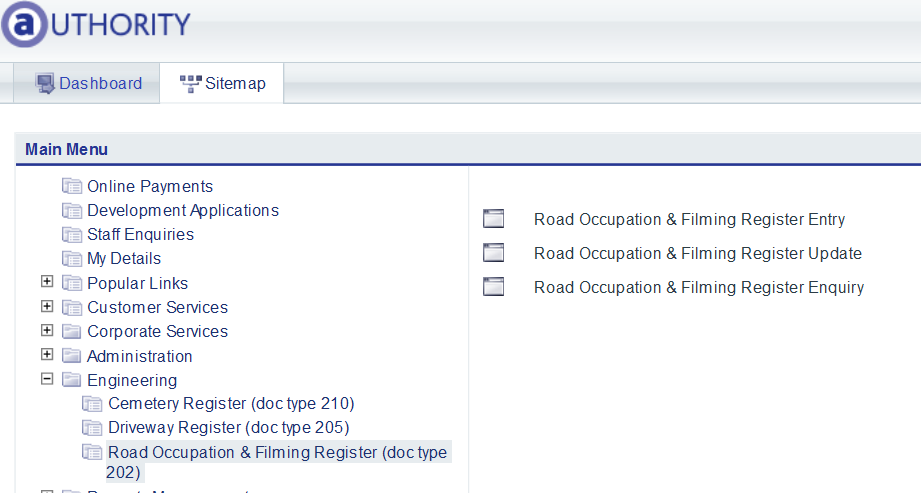 aUTHORITY
Dashboard
Sitemap
Main Menu
Online Payments
Development Applications
Staff Enquiries
My Details
Popular Links
Customer Services
Corporate Services
Administration
Engineering
Cemetery Register (doc type 210)
Driveway Register (doc type 205)
Road Occupation & Filming Register (doc type
202)
Road Occupation & Filming Register Entry
Road Occupation & Filming Register Update
Road Occupation & Filming Register Enquiry